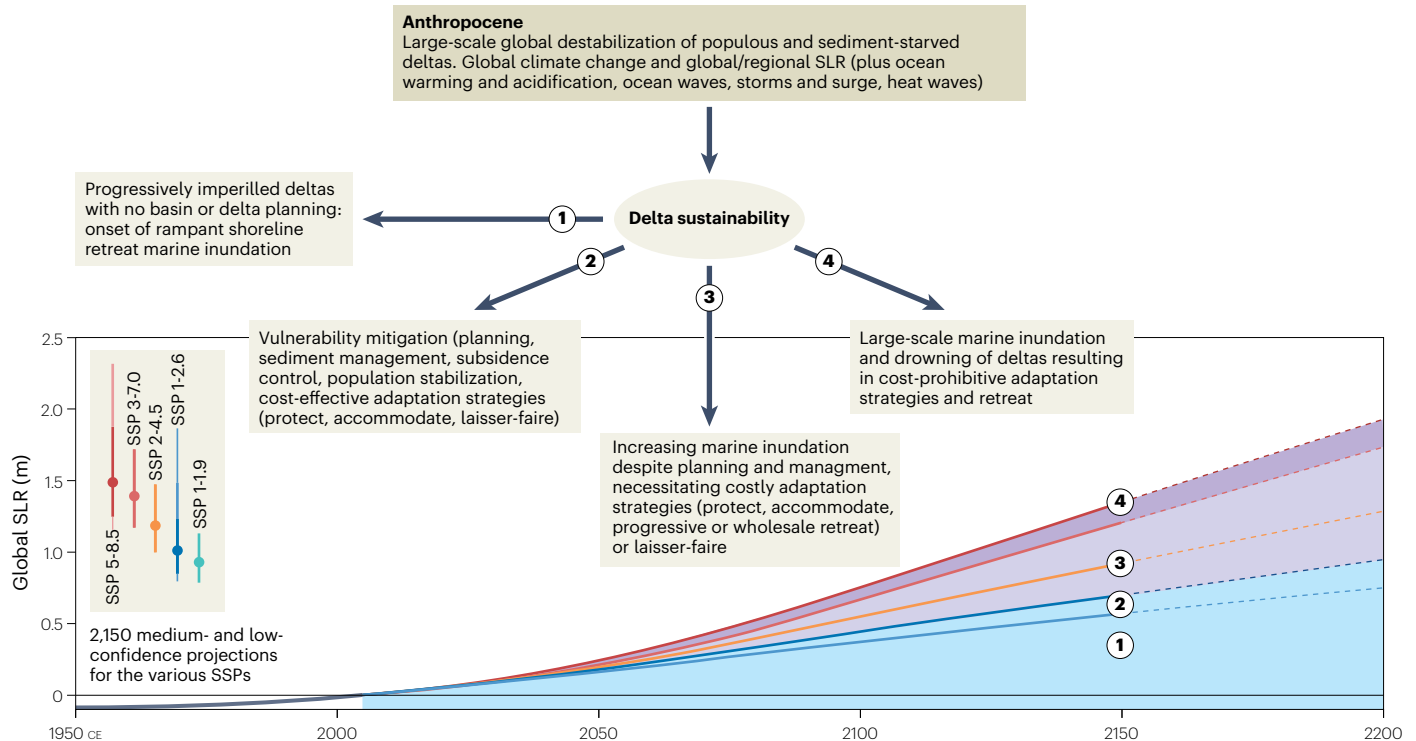 Anthropocene
Large-scale global destabilization of populous and sediment-starved
deltas. Global climate change and global/regional SLR (plus ocean
warming and acidification, ocean waves, storms and surge, heat waves)
Progressively imperilled deltas
with no basin or delta planning:
onset of rampant shoreline
retreat marine inundation
1
Delta sustainability
2
3
4
Vulnerability mitigation (planning,
sediment management, subsidence
control, population stabilization,
cost-effective adaptation strategies
(protect, accommodate, laisser-faire)
Increasing marine inundation
despite planning and managment,
necessitating costly adaptation
strategies (protect, accommodate,
progressive or wholesale retreat)
or laisser-faire
Large-scale marine inundation
and drowning of deltas resulting
in cost-prohibitive adaptation
strategies and retreat
Global SLR (m)
2.5
2.0
1.5
1.0
0.5
0
SSP 5-8.5
SSP 3-7.0
SSP 2-4.5
SSP 1-2.6
SSP 1-1.9
2,150 medium- and low-
confidence projections
for the various SSPs
4
3
2
1
1950 CE
2000
2050
2100
2150
2200